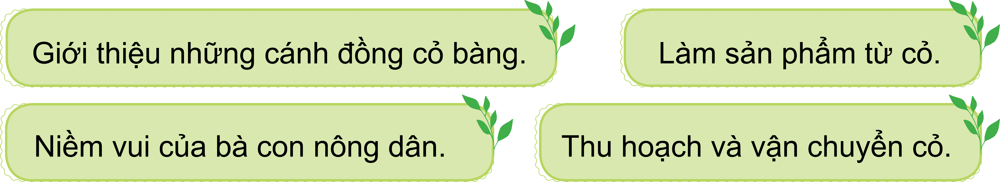 Giới thiệu những cánh đồng cỏ bàng.
Làm sản phẩm từ cỏ.
Niềm vui của bà con nông dân.
Thu hoạch và vận chuyển cỏ.